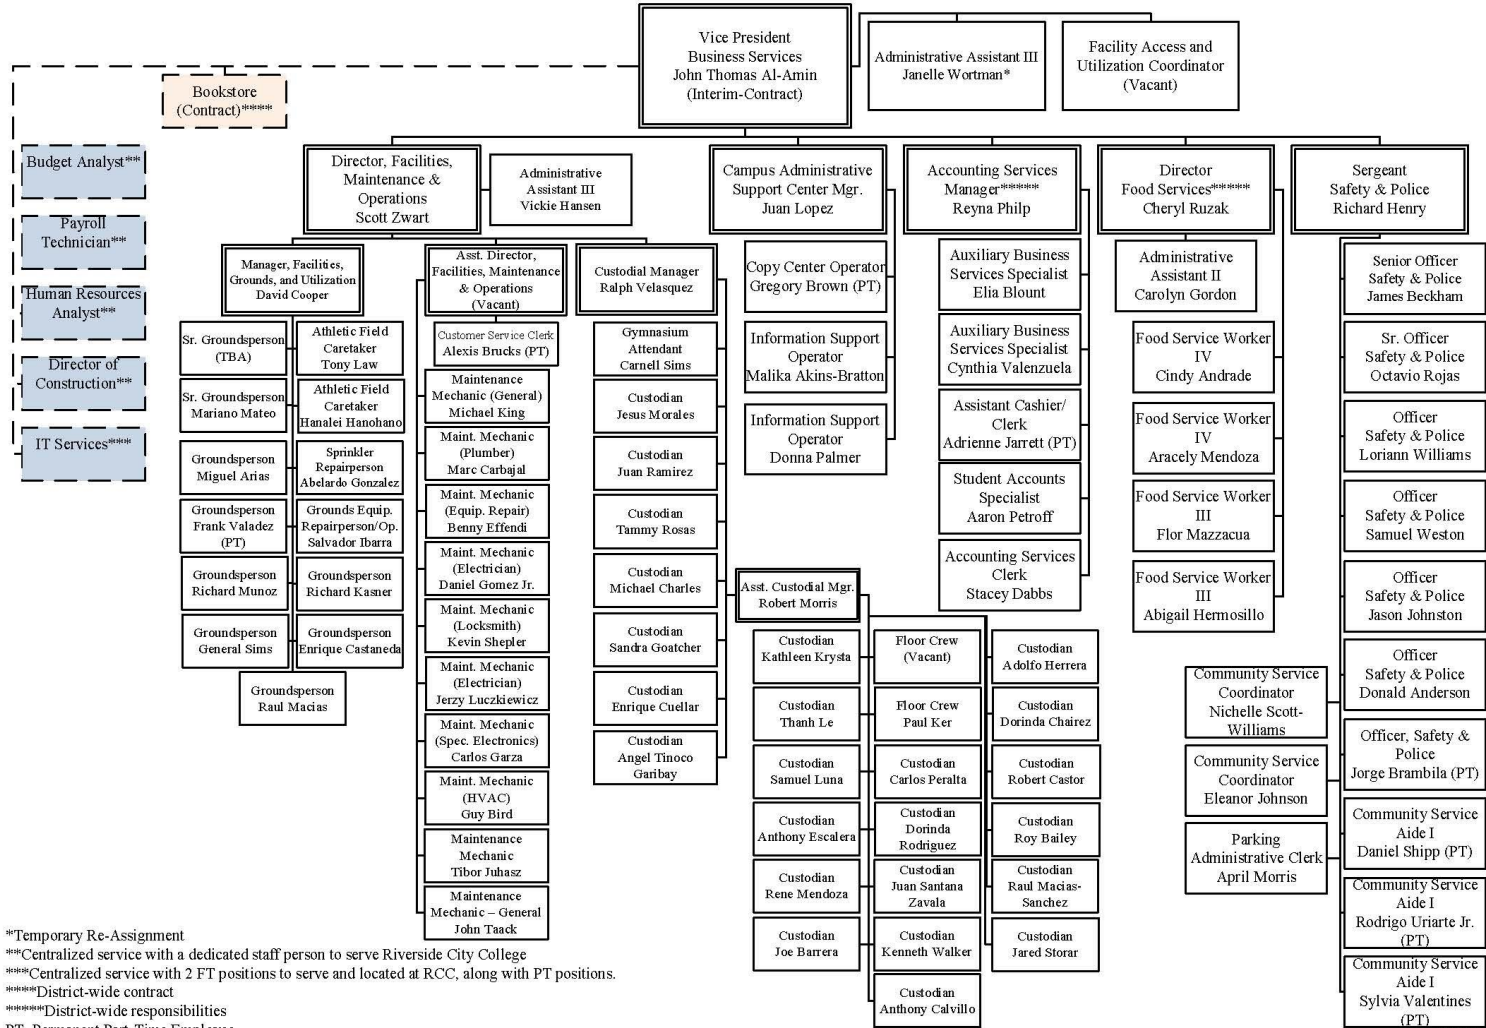 Vice President
Business Services
John Thomas Al-Amin
(Interim-Contract)
Administrative Assistant III
Janelle Wortman*
Facility Access and
Utilization Coordinator
(Vacant)
Bookstore
(Contract)****
Budget Analyst**
Payroll
Technician**
Human Resources
Analyst**
Director of
Construction**
IT Services***
Director, Facilities,
Maintenance &
Operations
Scott Zwart
Administrative
Assistant III
Vickie Hansen
Campus Administrative
Support Center Mgr.
Juan Lopez
Accounting Services
Manager*****
Reyna Philp
Director
Food Services*****
Cheryl Ruzak
Sergeant
Safety & Police
Richard Henry
Manager, Facilities,
Grounds, and Utilization
David Cooper
Asst. Director,
Facilities, Maintenance
& Operations
(Vacant)
Custodial Manager
Ralph Velasquez
Sr. Groundsperson
(TBA)
Athletic Field
Caretaker
Tony Law
Sr. Groundsperson
Mariano Mateo
Athletic Field
Caretaker
Hanalei Hanohano
Groundsperson
Miguel Arias
Sprinkler
Repairperson
Abelardo Gonzalez
Groundsperson
Frank Valadez
(PT)
Grounds Equip.
Repairperson/Op.
Salvador Ibarra
Groundsperson
Richard Munoz
Groundsperson
Richard Kasner
Groundsperson
General Sims
Groundsperson
Enrique Castaneda
Groundsperson
Raul Macias
Customer Service Clerk
Alexis Brucks (PT)
Maintenance
Mechanic (General)
Michael King
Maint. Mechanic
(Plumber)
Marc Carbajal
Maint. Mechanic
(Equip. Repair)
Benny Effendi
Maint. Mechanic
(Electrician)
Daniel Gomez Jr.
Maint. Mechanic
(Locksmith)
Kevin Shepler
Maint. Mechanic
(Electrician)
Jerzy Luczkiewicz
Maint. Mechanic
(Spec. Electronics)
Carlos Garza
Maint. Mechanic
(HVAC)
Guy Bird
Maintenance
Mechanic
Tibor Juhasz
Maintenance
Mechanic – General
John Taack
Gymnasium
Attendant
Carnell Sims
Custodian
Jesus Morales
Custodian
Juan Ramirez
Custodian
Tammy Rosas
Custodian
Michael Charles
Custodian
Sandra Goatcher
Custodian
Enrique Cuellar
Custodian
Angel Tinoco
Garibay
Asst. Custodial Mgr.
Robert Morris
Custodian
Kathleen Krysta
Floor Crew
(Vacant)
Custodian
Adolfo Herrera
Custodian
Thanh Le
Floor Crew
Paul Ker
Custodian
Dorinda Chairez
Custodian
Samuel Luna
Custodian
Carlos Peralta
Custodian
Robert Castor
Custodian
Anthony Escalera
Custodian
Dorinda
Rodriguez
Custodian
Roy Bailey
Custodian
Rene Mendoza
Custodian
Juan Santana
Zavala
Custodian
Raul Macias-
Sanchez
Custodian
Joe Barrera
Custodian
Kenneth Walker
Custodian
Jared Storar
Custodian
Anthony Calvillo
Copy Center Operator
Gregory Brown (PT)
Information Support
Operator
Malika Akins-Bratton
Information Support
Operator
Donna Palmer
Auxiliary Business
Services Specialist
Elia Blount
Auxiliary Business
Services Specialist
Cynthia Valenzuela
Assistant Cashier/
Clerk
Adrienne Jarrett (PT)
Student Accounts
Specialist
Aaron Petroff
Accounting Services
Clerk
Stacey Dabbs
Administrative
Assistant II
Carolyn Gordon
Food Service Worker
IV
Cindy Andrade
Food Service Worker
IV
Aracely Mendoza
Food Service Worker
III
Flor Mazzacua
Food Service Worker
III
Abigail Hermosillo
Senior Officer
Safety & Police
James Beckham
Sr. Officer
Safety & Police
Octavio Rojas
Officer
Safety & Police
Loriann Williams
Officer
Safety & Police
Samuel Weston
Officer
Safety & Police
Jason Johnston
Officer
Safety & Police
Donald Anderson
Officer, Safety &
Police
Jorge Brambila (PT)
Community Service
Aide I
Daniel Shipp (PT)
Community Service
Aide I
Rodrigo Uriarte Jr.
(PT)
Community Service
Aide I
Sylvia Valentines
(PT)
Community Service
Coordinator
Nichelle Scott-
Williams
Community Service
Coordinator
Eleanor Johnson
Parking
Administrative Clerk
April Morris
*Temporary Re-Assignment
**Centralized service with a dedicated staff person to serve Riverside City College
***Centralized service with 2 FT positions to serve and located at RCC, along with PT positions.
****District-wide contract
*****District-wide responsibilities
PT- Permanent Part-Time Employee